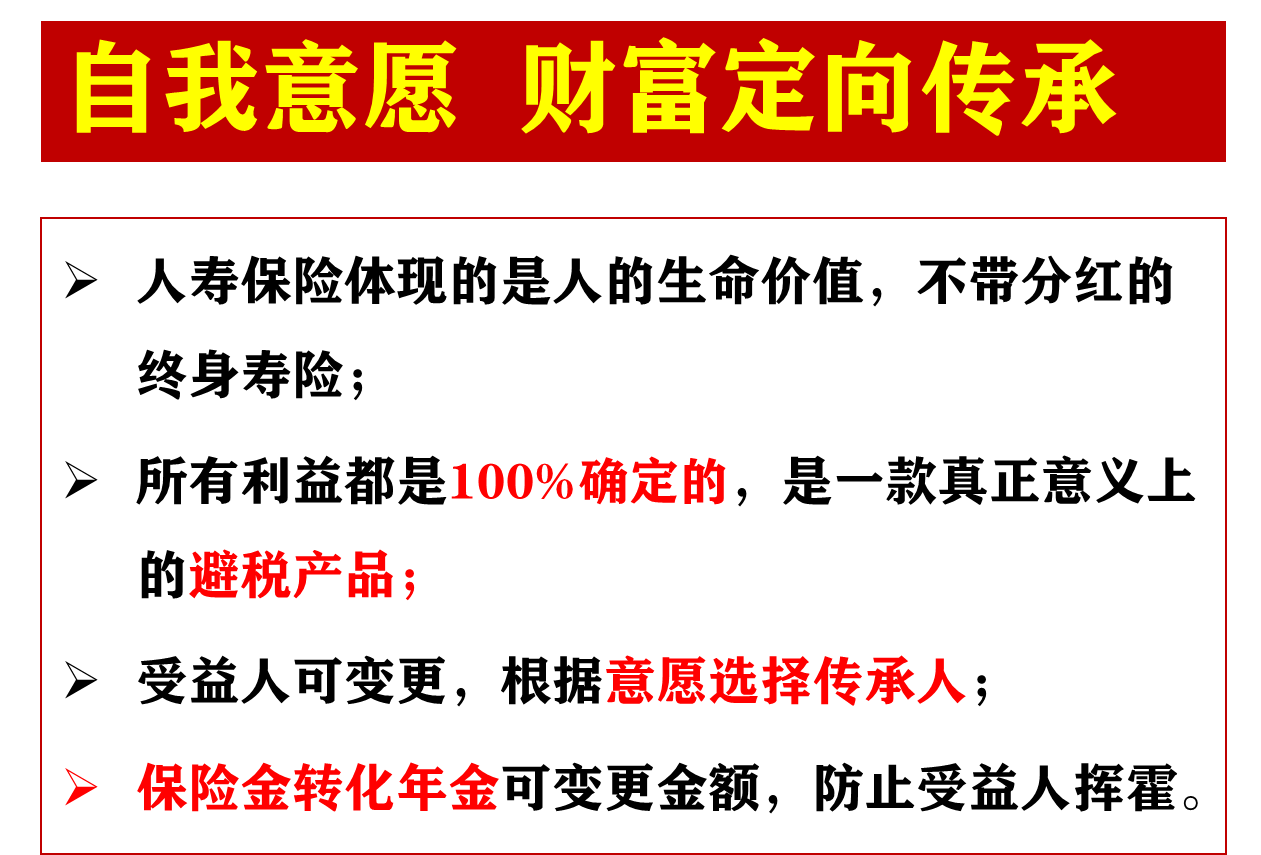 自我意愿 财富定向传承
人寿保险体现的是人的生命价值，不带分红的
终身寿险；
所有利益都是100%确定的，是一款真正意义上
的避税产品；
受益人可变更，根据意愿选择传承人；
保险金转化年金可变更金额，防止受益人挥霍。